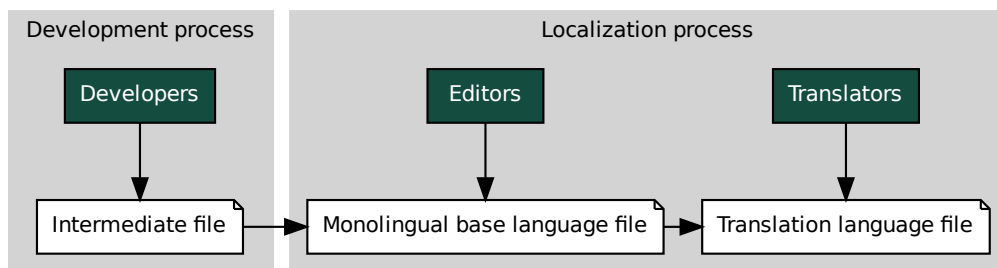 Development process
Localization process
Developers
Editors
Translators
Intermediate file
Monolingual base language file
Translation language file